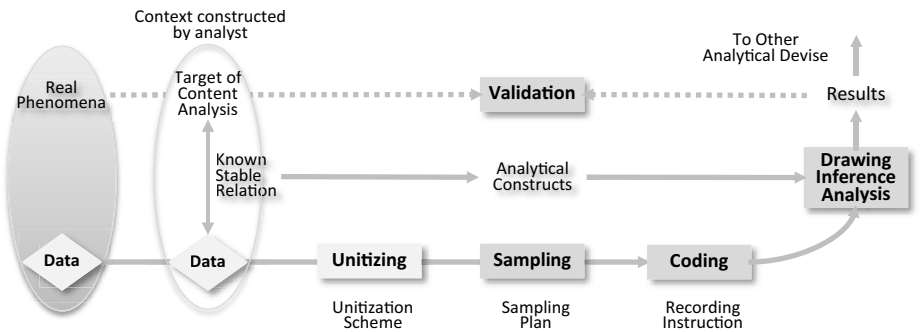 Context constructed
by analyst
To Other
Analytical Devise
Real
Phenomena
Target of
Content
Analysis
Validation
Results
Known
Stable
Relation
Analytical
Constructs
Drawing
Inference
Analysis
Data
Data
Unitizing
Sampling
Coding
Unitization
Scheme
Sampling
Plan
Recording
Instruction